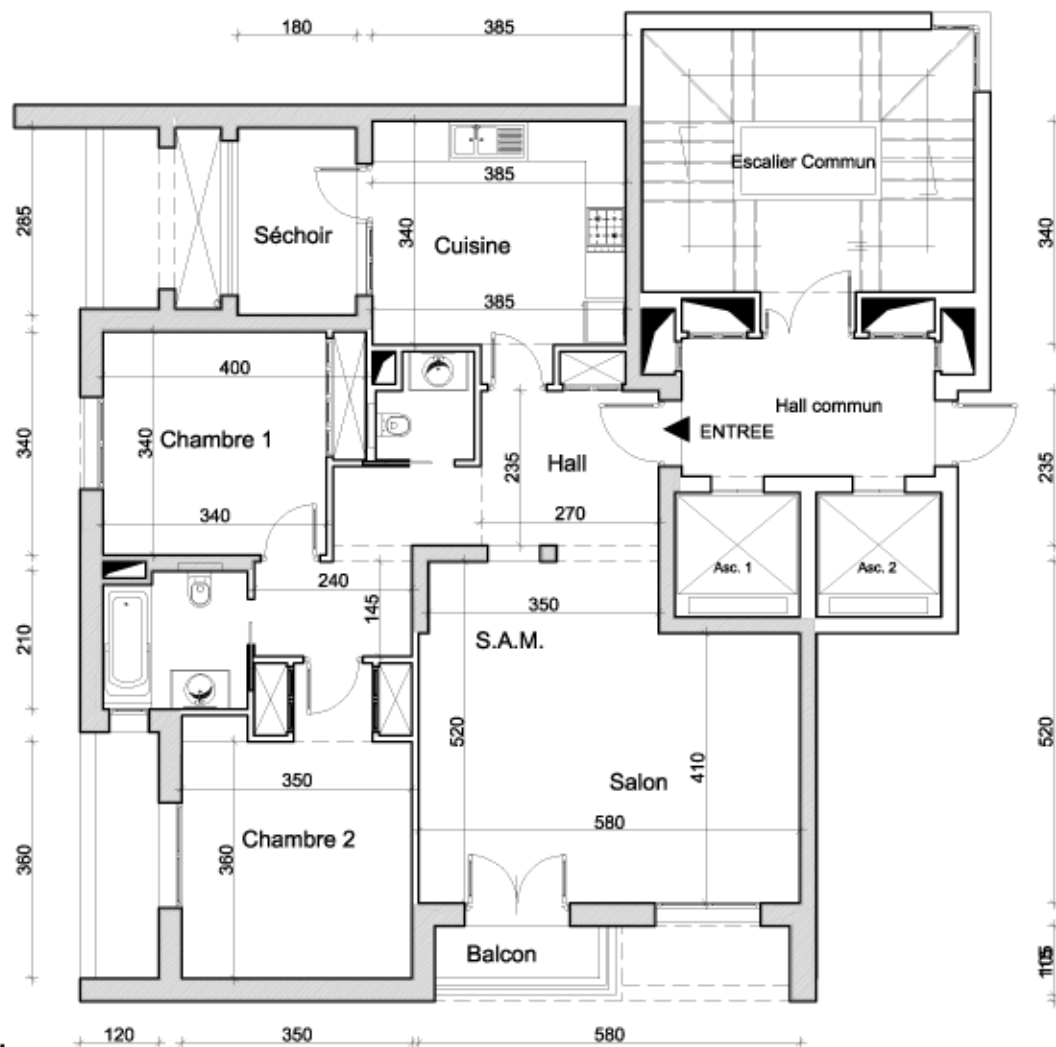 180
385
Escalier Commun
385
285
340
340
Séchoir
Cuisine
385
400
Hall commun
Chambre 1
ENTREE
340
340
235
Hall
235
340
270
Asc. 1
Asc. 2
240
145
350
210
S.A.M.
520
410
520
350
Salon
580
Chambre 2
360
360
Balcon
120
350
580